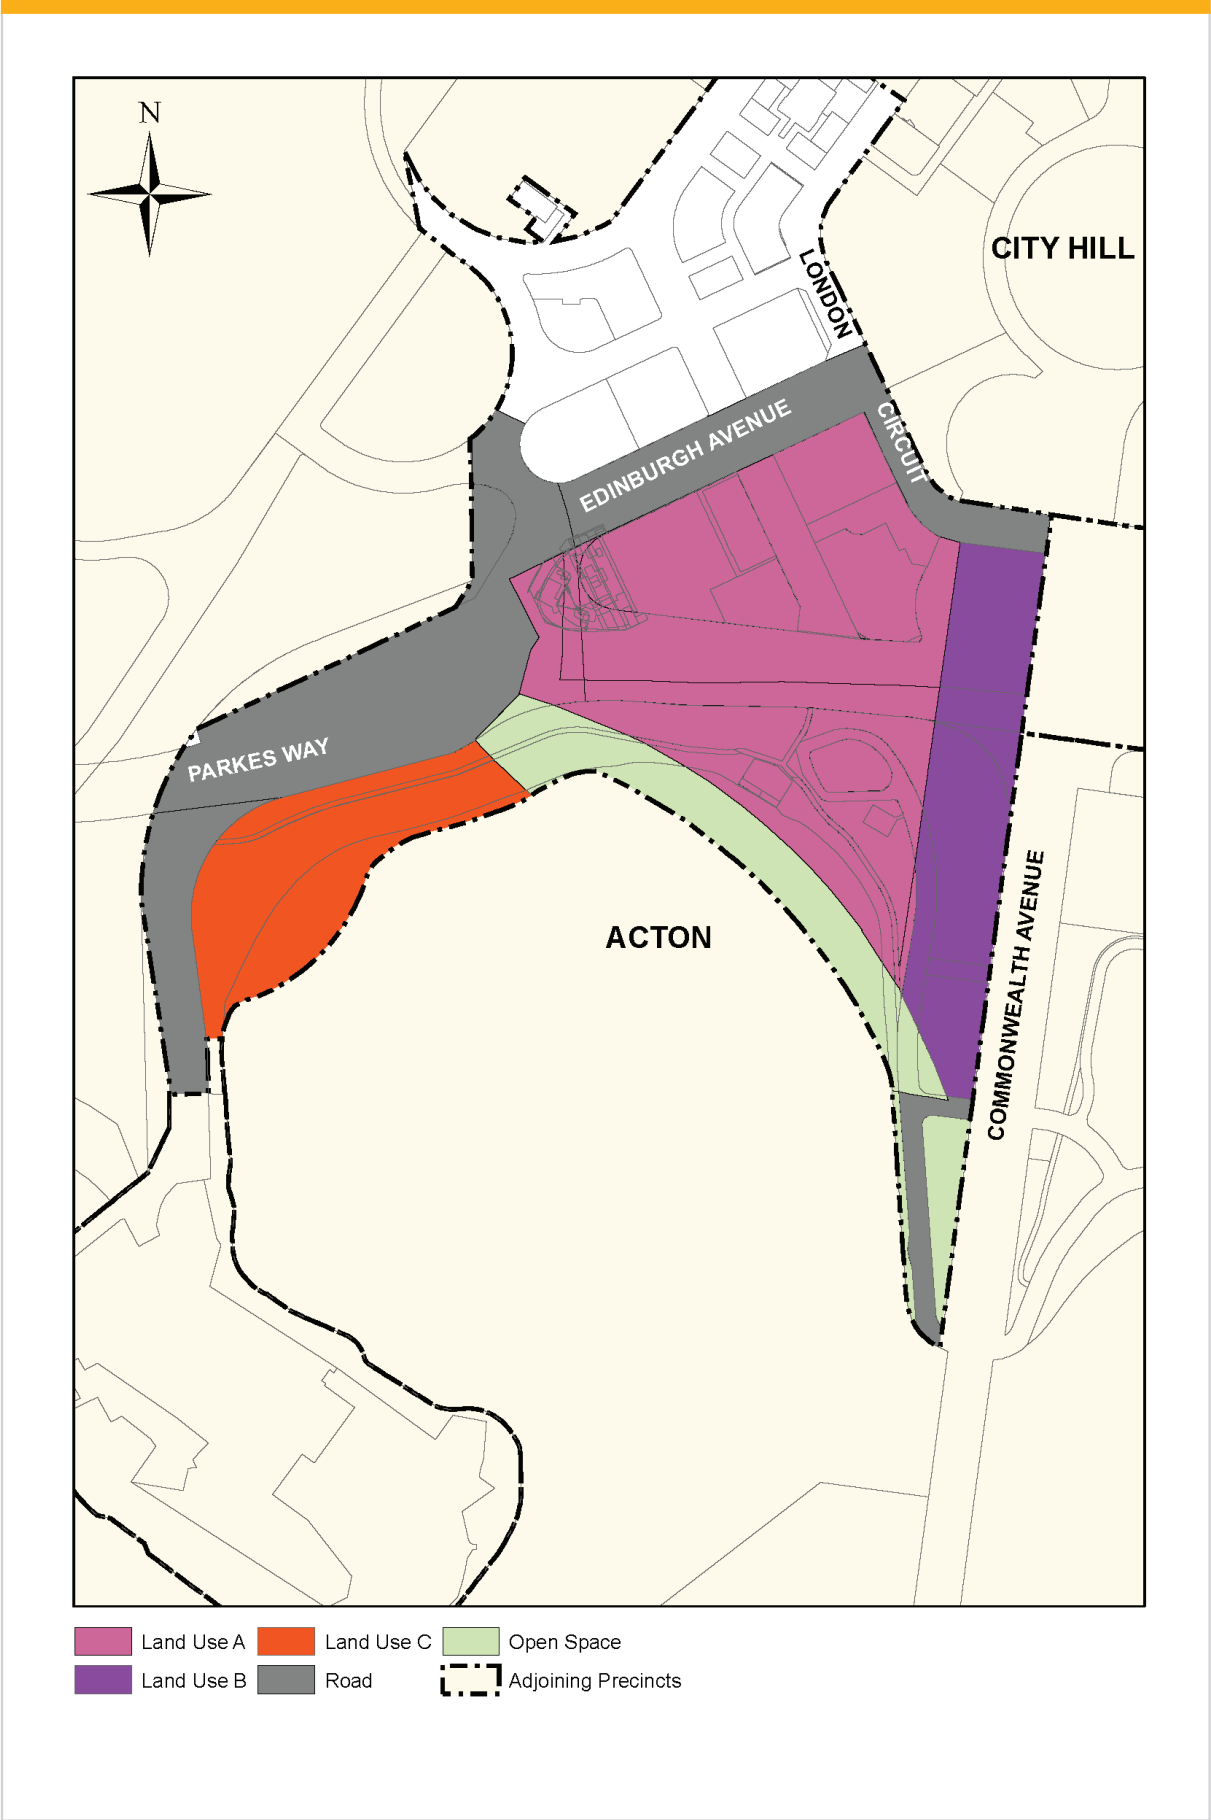 N
CITY HILL
LONDON
CIRCUIT
EDINBURGH AVENUE
PARKES WAY
ACTON
COMMONWEALTH AVENUE
Land Use A
Land Use C
Open Space
Land Use B
Road
Adjoining Precincts